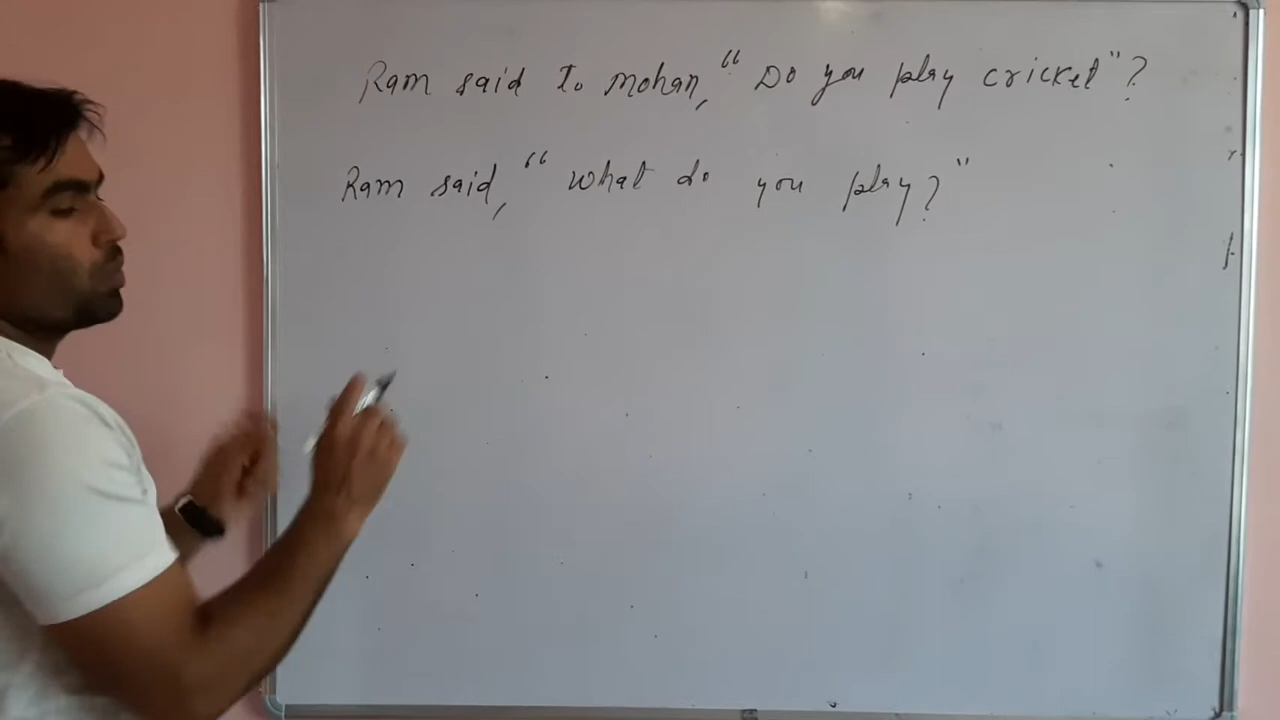 Ram said to Mohan, “Do you play cricket”?
Ram said, “What do you play?”